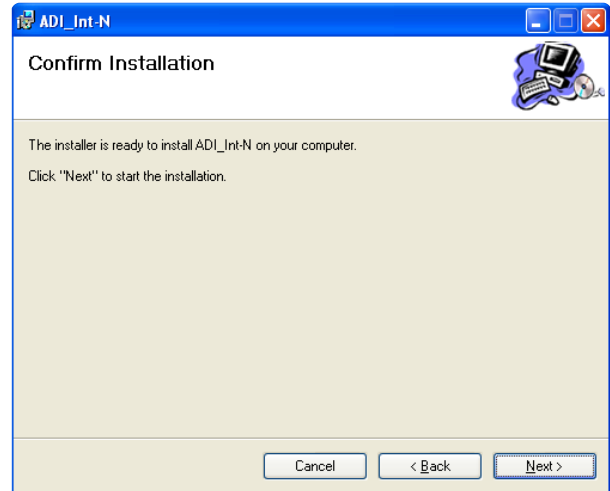 ADI_Int-N
Confirm Installation
The installer is ready to install ADI_Int-N on your computer.
Click "Next" to start the installation.
Cancel
< Back
Next >